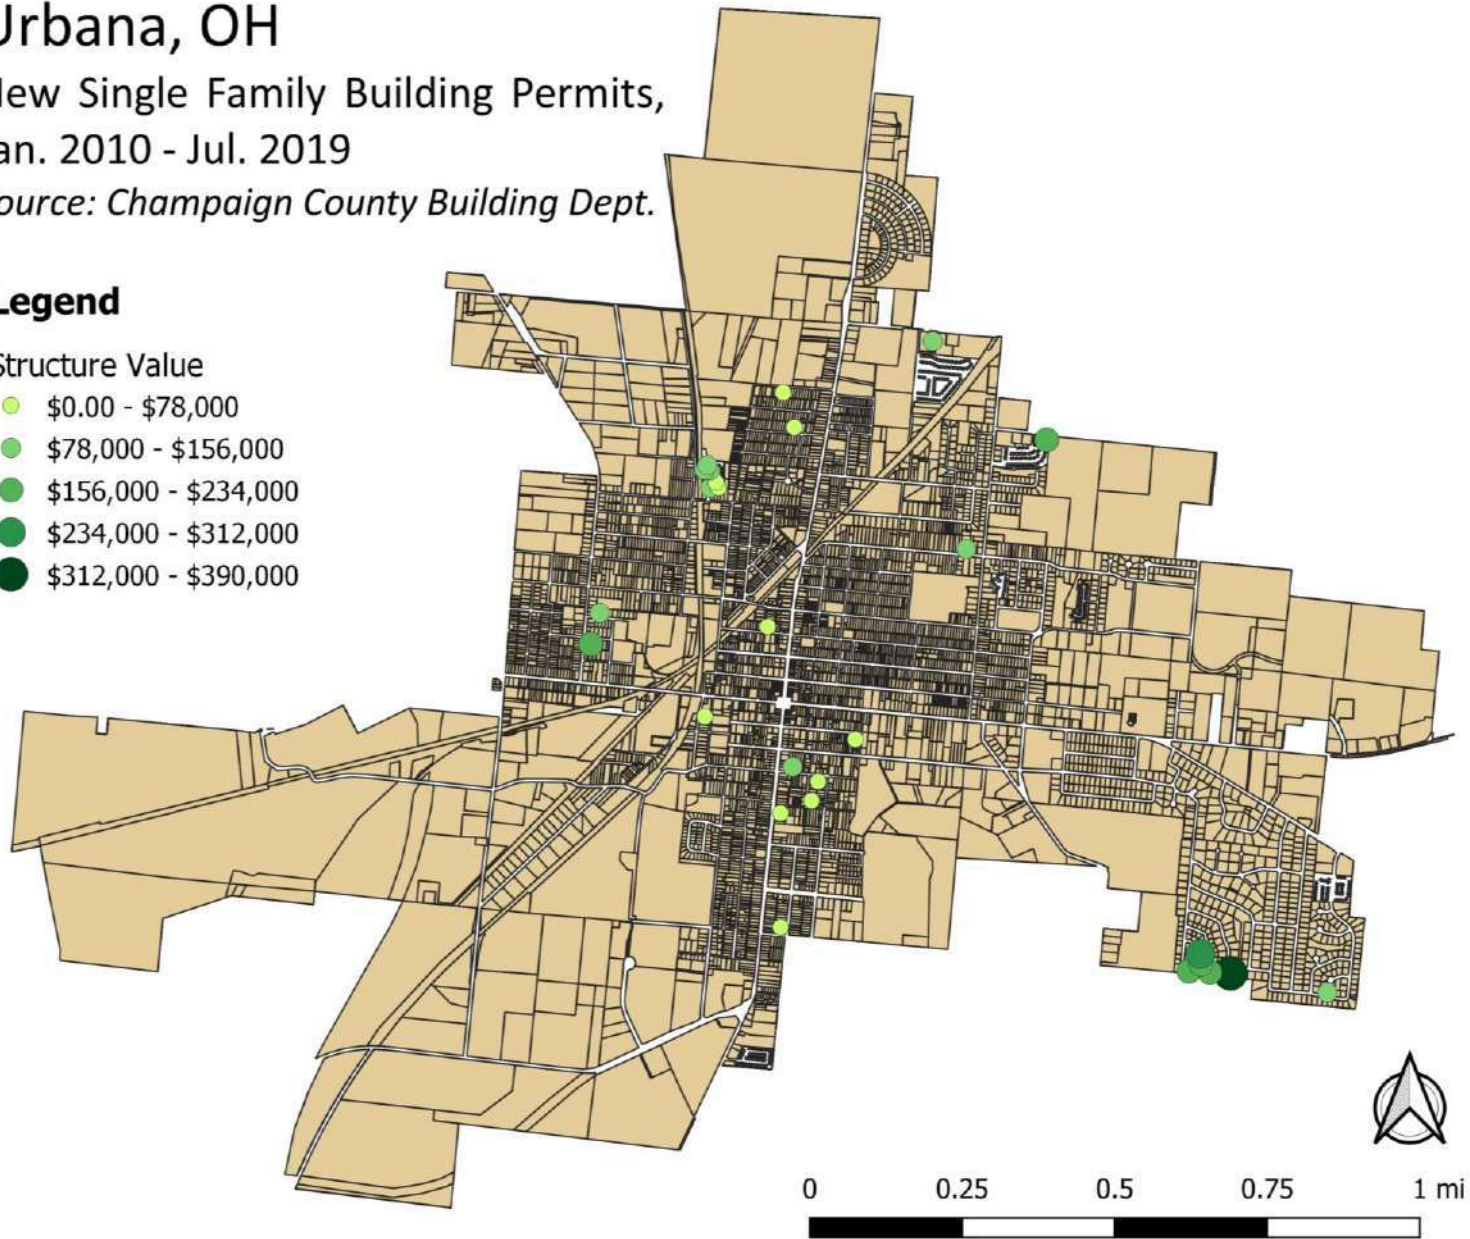 Urbana, OH
New Single Family Building Permits,
Jan. 2010 - Jul. 2019
Source: Champaign County Building Dept.
Legend
Structure Value
$0.00 - $78,000
$78,000 - $156,000
$156,000 - $234,000
$234,000 - $312,000
$312,000 - $390,000
0 0.25 0.5 0.75 1 mi